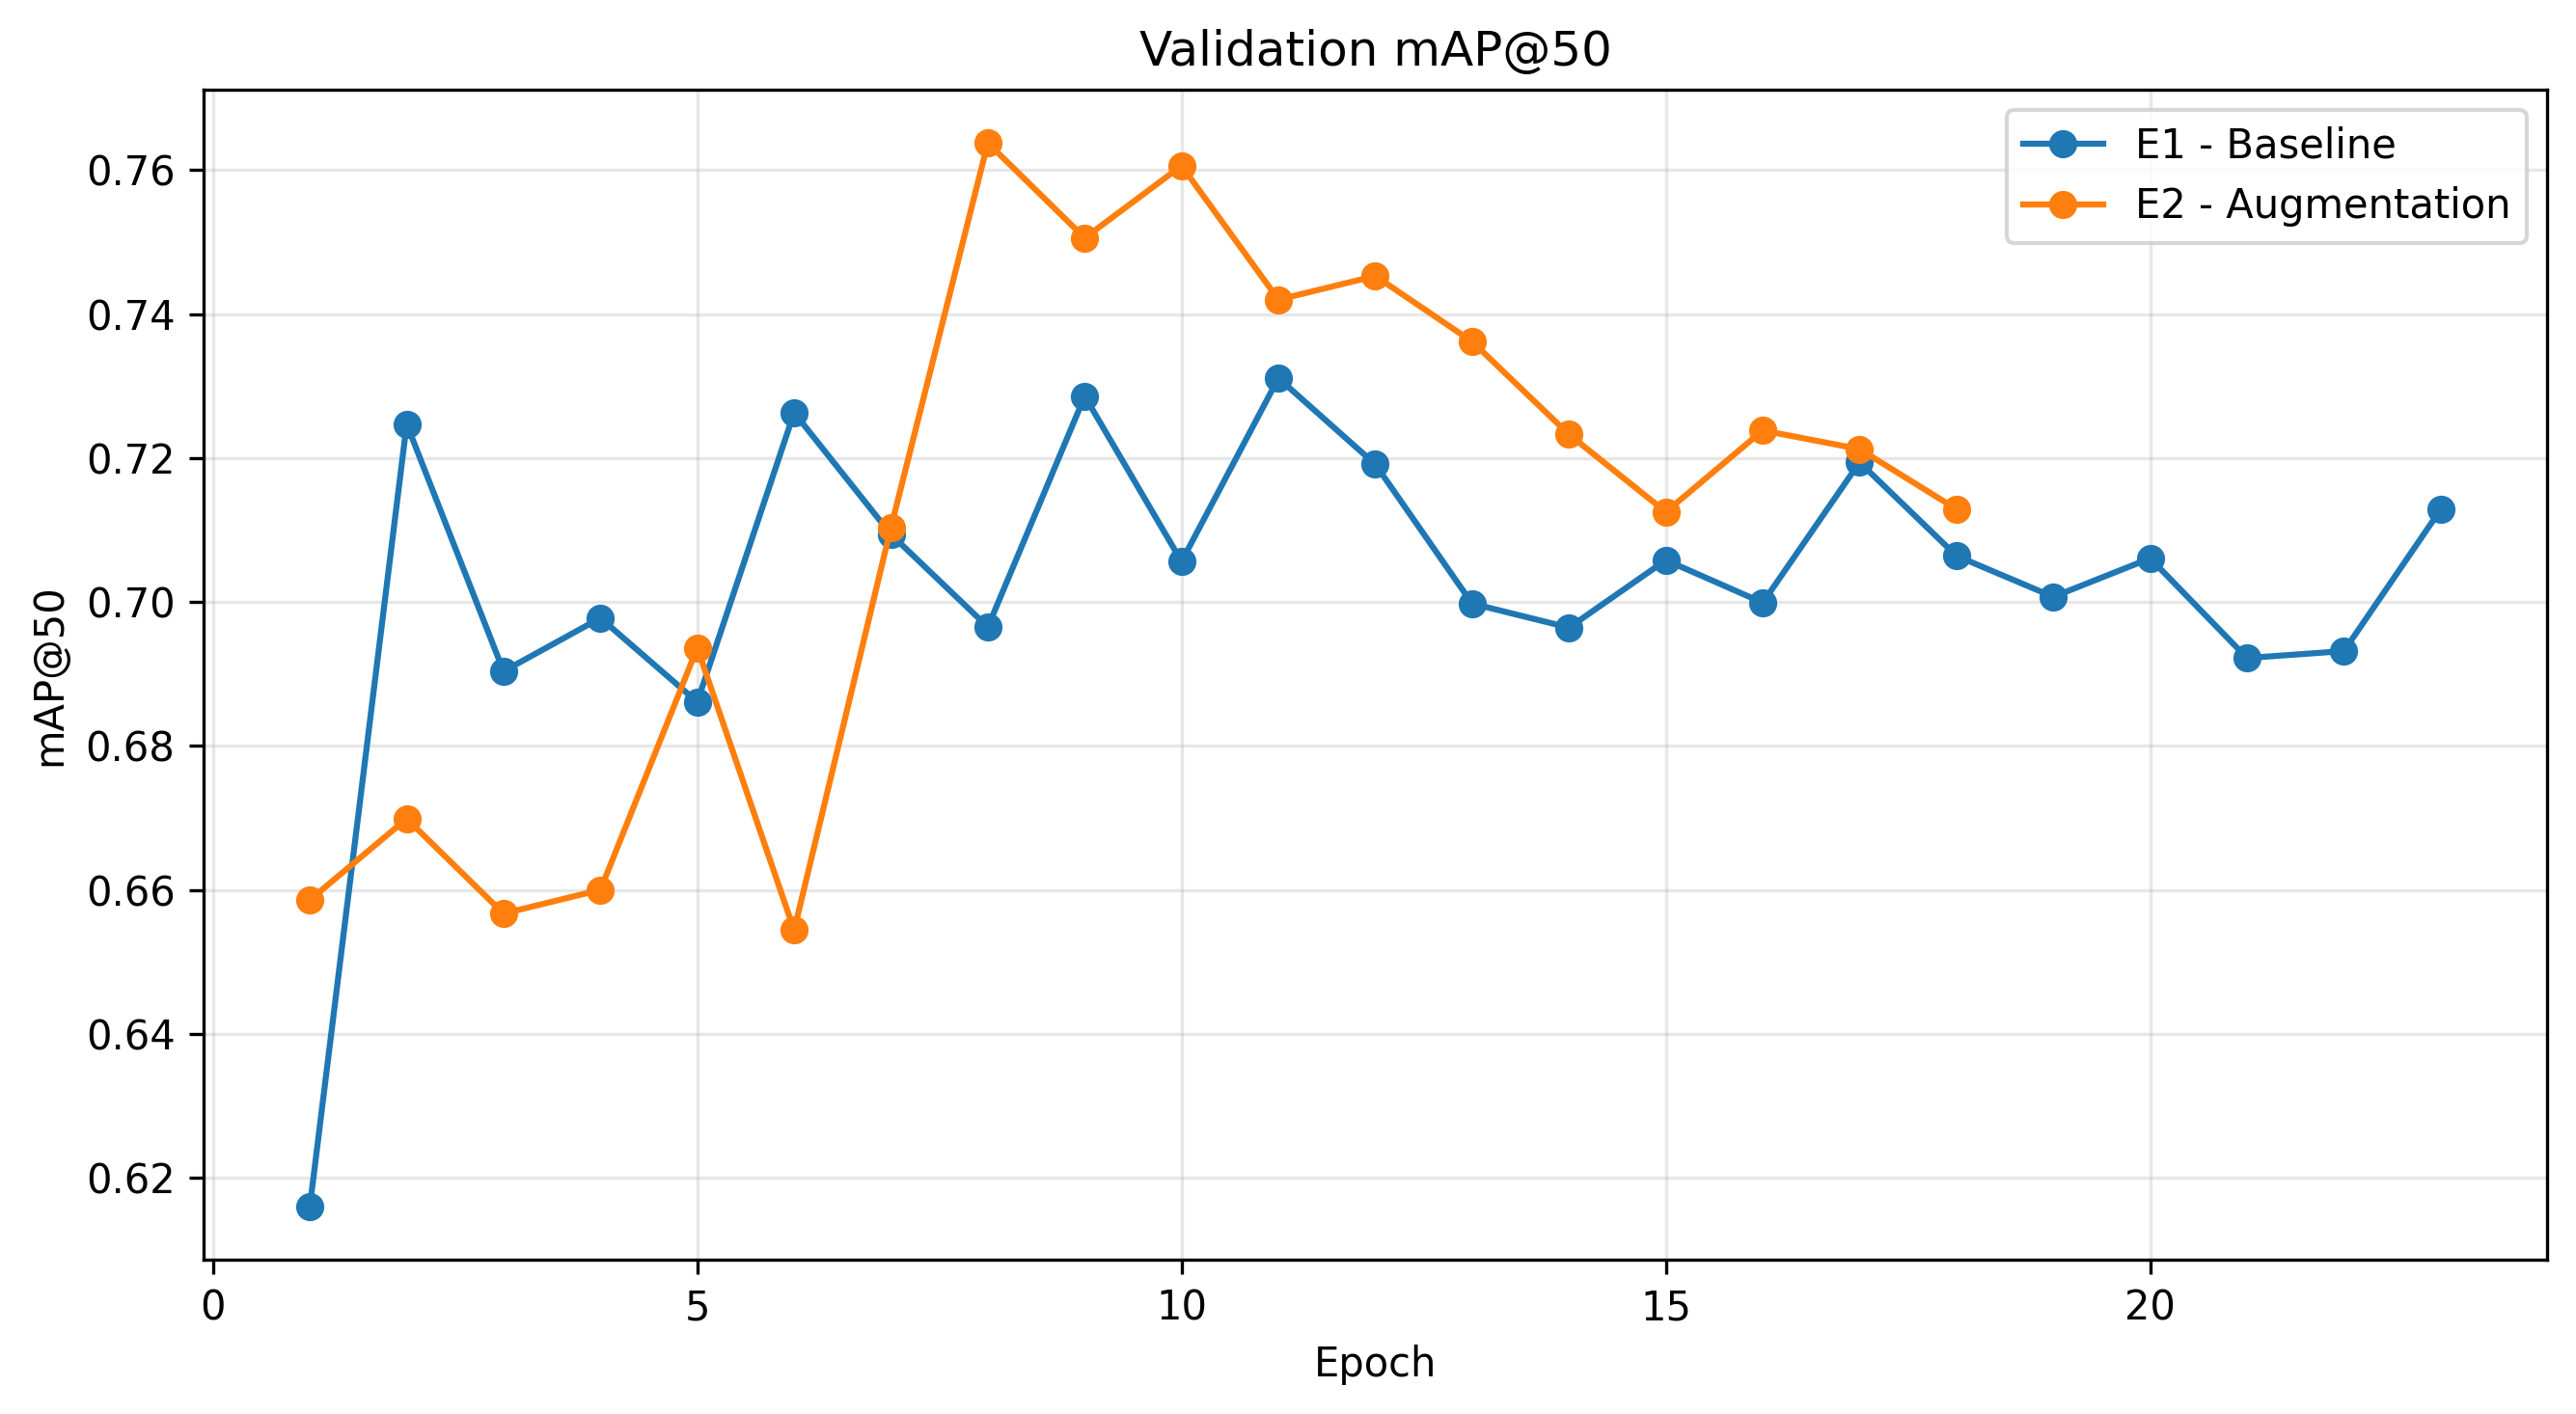 Validation mAP@50
E1 - Baseline
E2 - Augmentation
mAP@50
0.76
0.74
0.72
0.70
0.68
0.66
0.64
0.62
0 5 10 15 20
Epoch